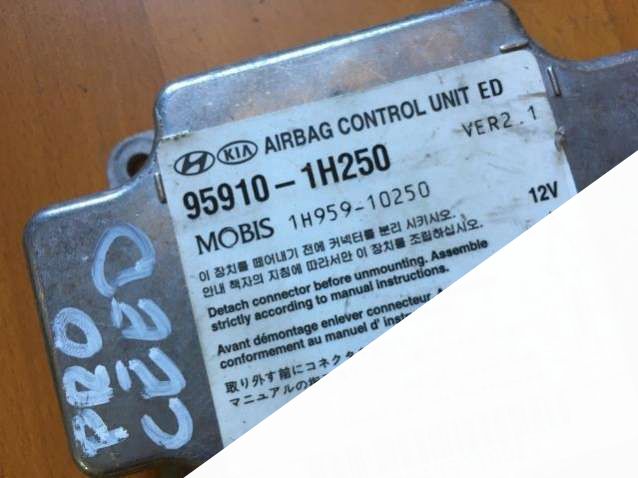 KIA AIRBAG CONTROL UNIT ED
95910-1H250 VER2.1
MOBIS 1H959-10250 12V
이 장치를 떼어내기 전에 커넥터를 분리 시키시오.
안내 책자의 지침에 따라서만 이 장치를 조립하십시오.
Detach connector before unmounting. Assemble
strictly according to manual instructions.
Avant démontage enlever connecteur.
conformement au manuel d'
取り外す前にコネクタ
マニュアルの
PRO
CEED